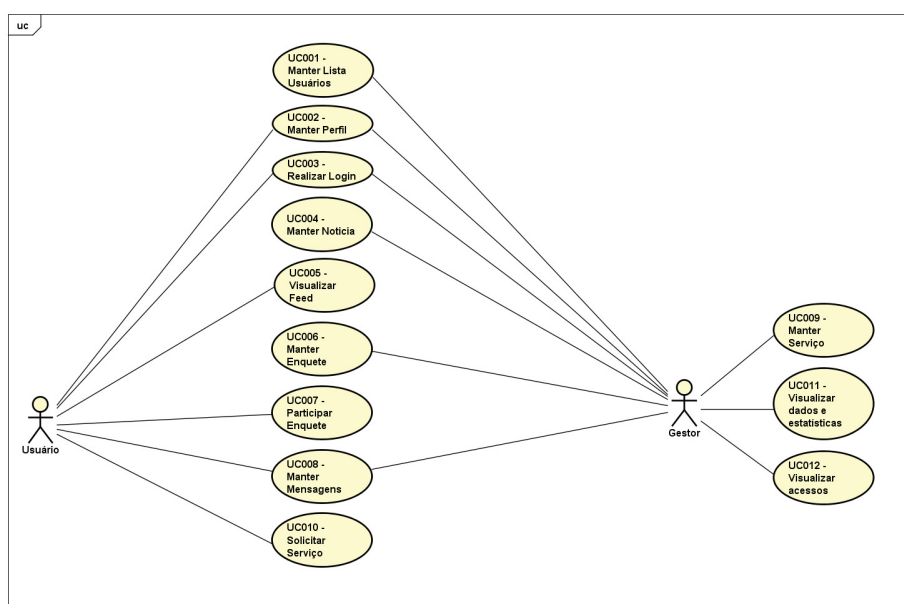 uc
UC001 -
Manter Lista
Usuários
UC002 -
Manter Perfil
UC003 -
Realizar Login
UC004 -
Manter Noticia
UC005 -
Visualizar
Feed
UC006 -
Manter
Enquete
UC007 -
Participar
Enquete
UC008 -
Manter
Mensagens
UC010 -
Solicitar
Serviço
Usuário
Gestor
UC009 -
Manter
Serviço
UC011 -
Visualizar
dados e
estatísticas
UC012 -
Visualizar
acessos